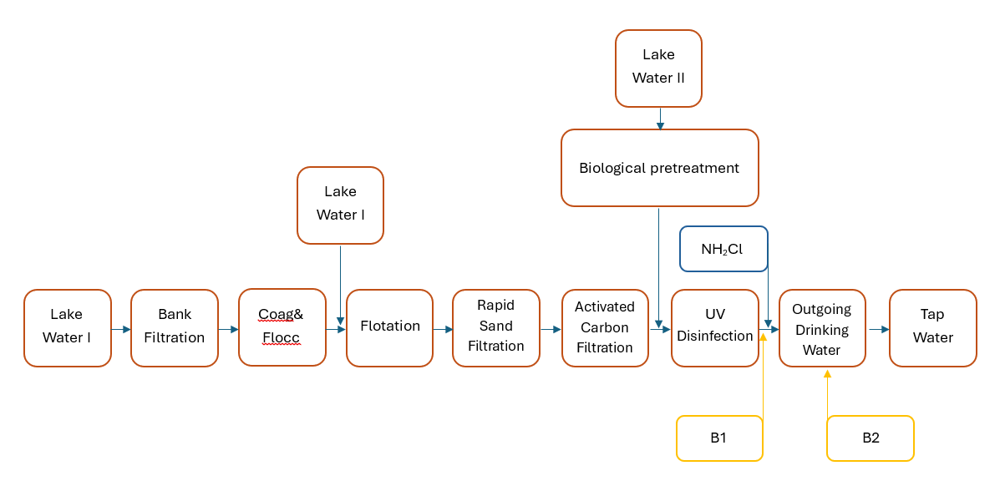 Lake
Water II
Biological pretreatment
Lake
Water I
NH₂Cl
Lake
Water I
Bank
Filtration
Coag&
Flocc
Flotation
Rapid
Sand
Filtration
Activated
Carbon
Filtration
UV
Disinfection
Outgoing
Drinking
Water
Tap
Water
B1
B2